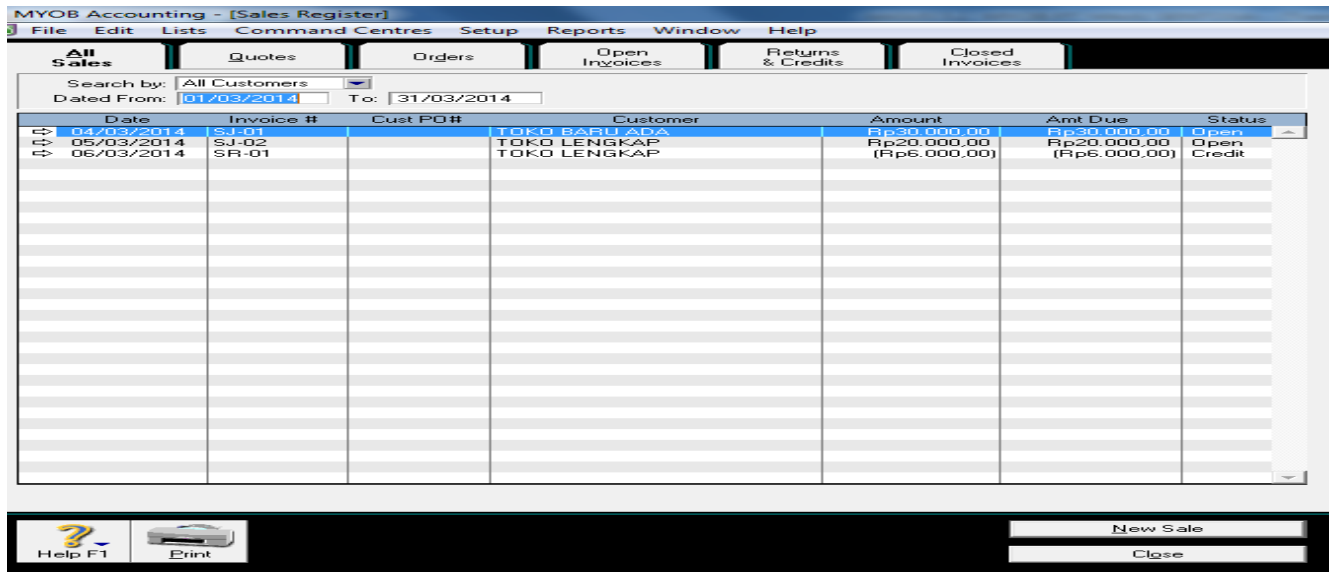 MYOB Accounting - [Sales Register]
File Edit Lists Command Centres Setup Reports Window Help
All Sales Quotes Orders Open Invoices Returns & Credits Closed Invoices
Search by: All Customers
Dated From: 01/03/2014 To: 31/03/2014
Date Invoice # Cust PO# Customer Amount Amt Due Status
04/03/2014 SJ-01 TOKO BARU ADA Rp30.000,00 Rp30.000,00 Open
05/03/2014 SJ-02 TOKO LENGKAP Rp20.000,00 Rp20.000,00 Open
06/03/2014 SR-01 TOKO LENGKAP (Rp6.000,00) (Rp6.000,00) Credit
New Sale
Help F1 Print Close